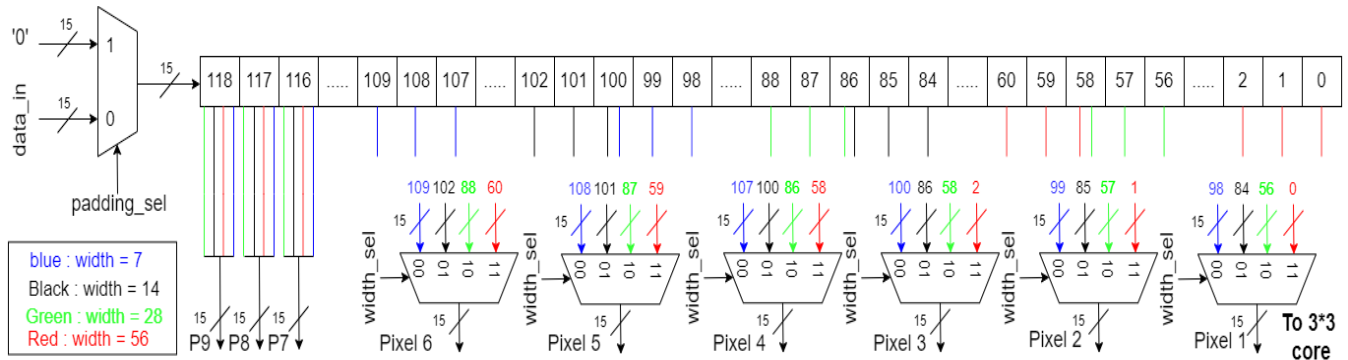 '0'
15
15
1
0
data_in
padding_sel
15
118 117 116 ..... 109 108 107 ..... 102 101 100 99 98 ..... 88 87 86 85 84 ..... 60 59 58 57 56 ..... 2 1 0
109 102 88 60
15
width_sel
00 01 10 11
15
Pixel 6
108 101 87 59
15
width_sel
00 01 10 11
15
Pixel 5
107 100 86 58
15
width_sel
00 01 10 11
15
Pixel 4
100 86 58 2
15
width_sel
00 01 10 11
15
Pixel 3
99 85 57 1
15
width_sel
00 01 10 11
15
Pixel 2
98 84 56 0
15
width_sel
00 01 10 11
15
Pixel 1
To 3*3
core
15 15 15
P9 P8 P7
blue : width = 7
Black : width = 14
Green : width = 28
Red : width = 56